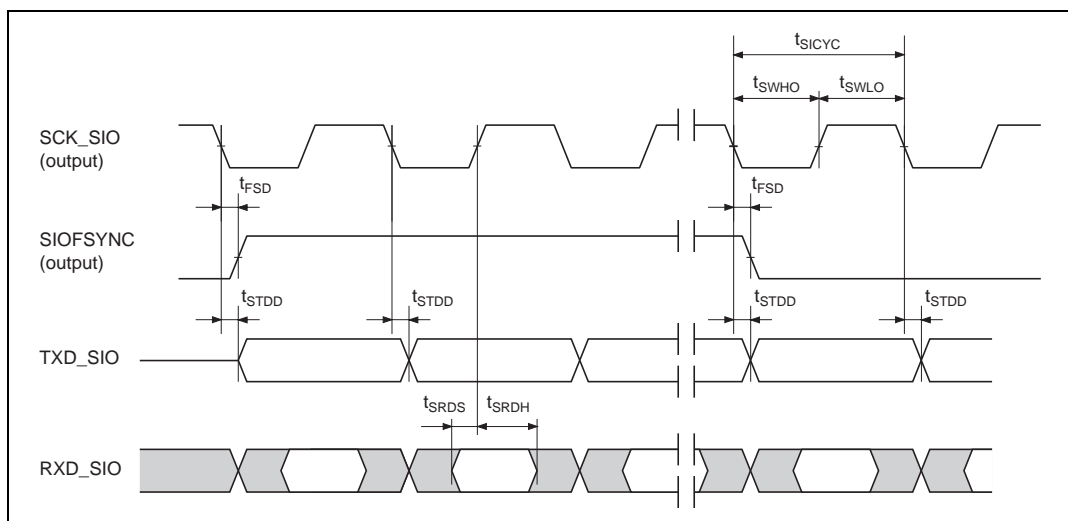 tSICYC
tSWHO
tSWLO
SCK_SIO
(output)
tFSD
tFSD
SIOFSYNC
(output)
tSTDD
tSTDD
tSTDD
tSTDD
TXD_SIO
tSRDS
tSRDH
RXD_SIO